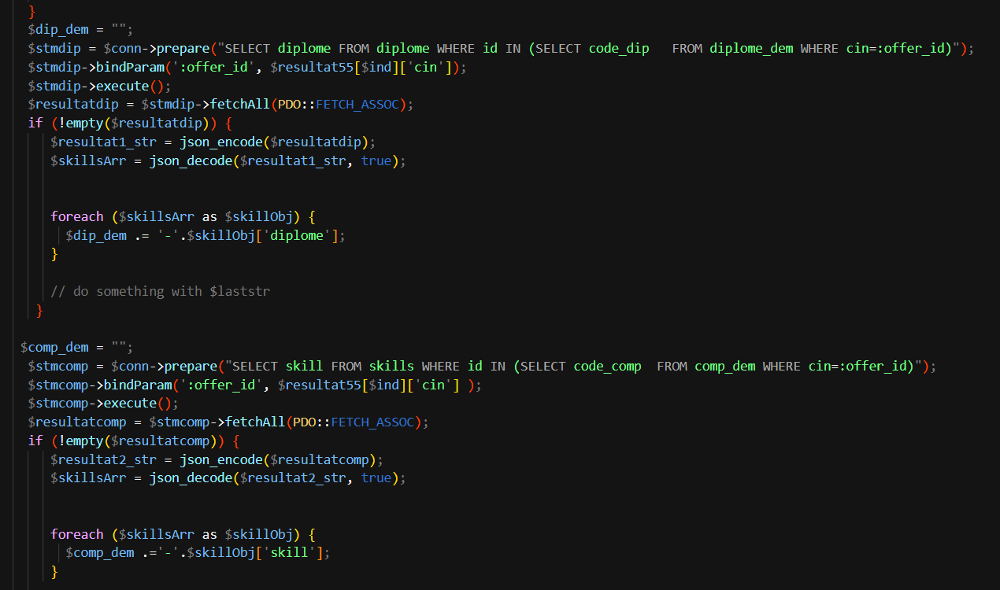 }
$dip_dem = "";
$stmdip = $conn->prepare("SELECT diplome FROM diplome WHERE id IN (SELECT code_dip   FROM diplome_dem WHERE cin=:offer_id)");
$stmdip->bindParam(':offer_id', $resultat55[$ind]['cin']);
$stmdip->execute();
$resultatdip = $stmdip->fetchAll(PDO::FETCH_ASSOC);
if (!empty($resultatdip)) {
$resultat1_str = json_encode($resultatdip);
$skillsArr = json_decode($resultat1_str, true);
foreach ($skillsArr as $skillObj) {
$dip_dem .= '-'.$skillObj['diplome'];
}
// do something with $laststr
}
$comp_dem = "";
$stmcomp = $conn->prepare("SELECT skill FROM skills WHERE id IN (SELECT code_comp  FROM comp_dem WHERE cin=:offer_id)");
$stmcomp->bindParam(':offer_id', $resultat55[$ind]['cin'] );
$stmcomp->execute();
$resultatcomp = $stmcomp->fetchAll(PDO::FETCH_ASSOC);
if (!empty($resultatcomp)) {
$resultat2_str = json_encode($resultatcomp);
$skillsArr = json_decode($resultat2_str, true);
foreach ($skillsArr as $skillObj) {
$comp_dem .='-'.$skillObj['skill'];
}